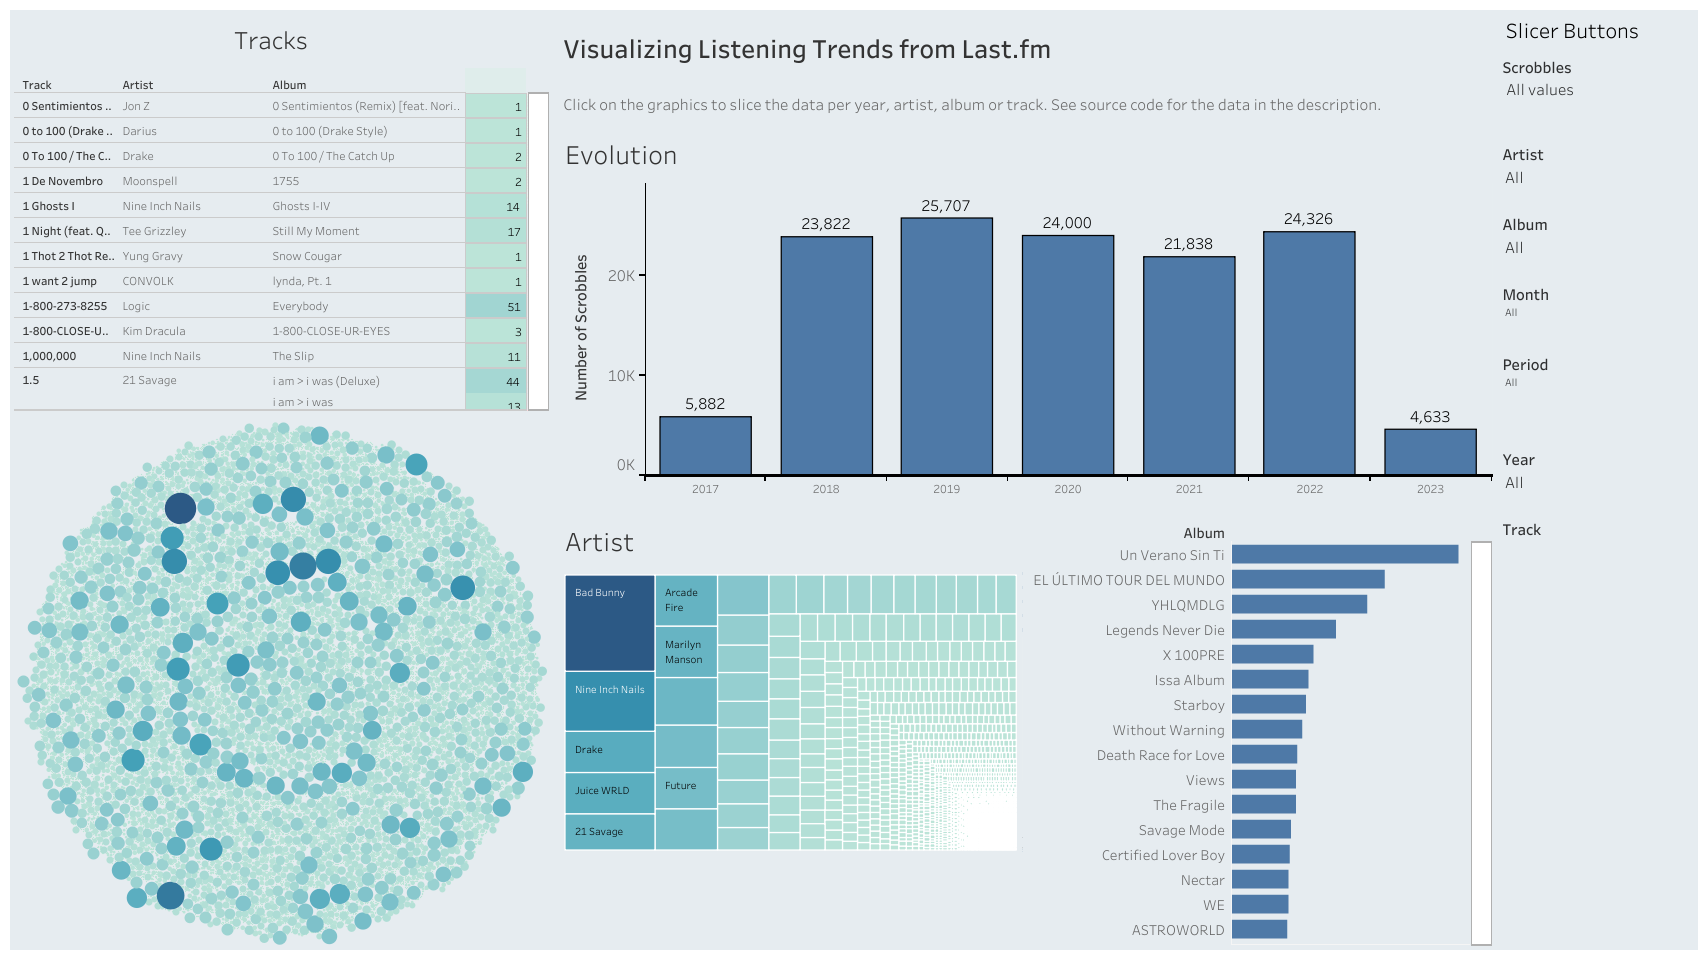 Tracks
Track Artist Album
0 Sentimientos .. Jon Z 0 Sentimientos (Remix) [feat. Nori.. 1
0 to 100 (Drake .. Darius 0 to 100 (Drake Style) 1
0 To 100 / The C.. Drake 0 To 100 / The Catch Up 2
1 De Novembro Moonspell 1755 2
1 Ghosts I Nine Inch Nails Ghosts I-IV 14
1 Night (feat. Q.. Tee Grizzley Still My Moment 17
1 Thot 2 Thot Re.. Yung Gravy Snow Cougar 1
1 want 2 jump CONVOLK lynda, Pt. 1 1
1-800-273-8255 Logic Everybody 51
1-800-CLOSE-U.. Kim Dracula 1-800-CLOSE-UR-EYES 3
1,000,000 Nine Inch Nails The Slip 11
1.5 21 Savage i am > i was (Deluxe) 44
i am > i was 13
Visualizing Listening Trends from Last.fm
Click on the graphics to slice the data per year, artist, album or track. See source code for the data in the description.
Evolution
Number of Scrobbles
20K
10K
0K
5,882
23,822
25,707
24,000
21,838
24,326
4,633
2017 2018 2019 2020 2021 2022 2023
Artist
Bad Bunny
Nine Inch Nails
Drake
Juice WRLD
21 Savage
Arcade
Fire
Marilyn
Manson
Future
Album
Un Verano Sin Ti
EL ÚLTIMO TOUR DEL MUNDO
YHLQMDLG
Legends Never Die
X 100PRE
Issa Album
Starboy
Without Warning
Death Race for Love
Views
The Fragile
Savage Mode
Certified Lover Boy
Nectar
WE
ASTROWORLD
Slicer Buttons
Scrobbles
All values
Artist
All
Album
All
Month
All
Period
All
Year
All
Track